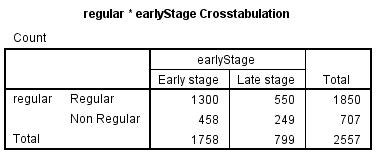 regular * earlyStage Crosstabulation
Count
earlyStage
Early stage Late stage Total
regular Regular 1300 550 1850
Non Regular 458 249 707
Total 1758 799 2557